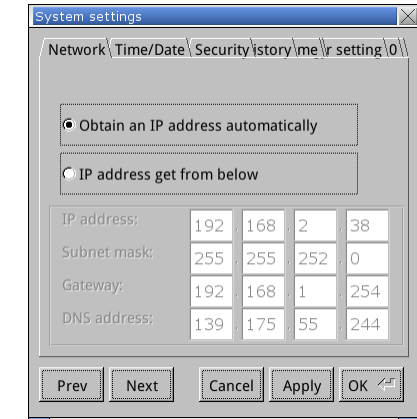 System settings
Network Time/Date Security istory me r setting 0
Obtain an IP address automatically
IP address get from below
IP address: 192 . 168 . 2 . 38
Subnet mask: 255 . 255 . 252 . 0
Gateway: 192 . 168 . 1 . 254
DNS address: 139 . 175 . 55 . 244
Prev Next Cancel Apply OK